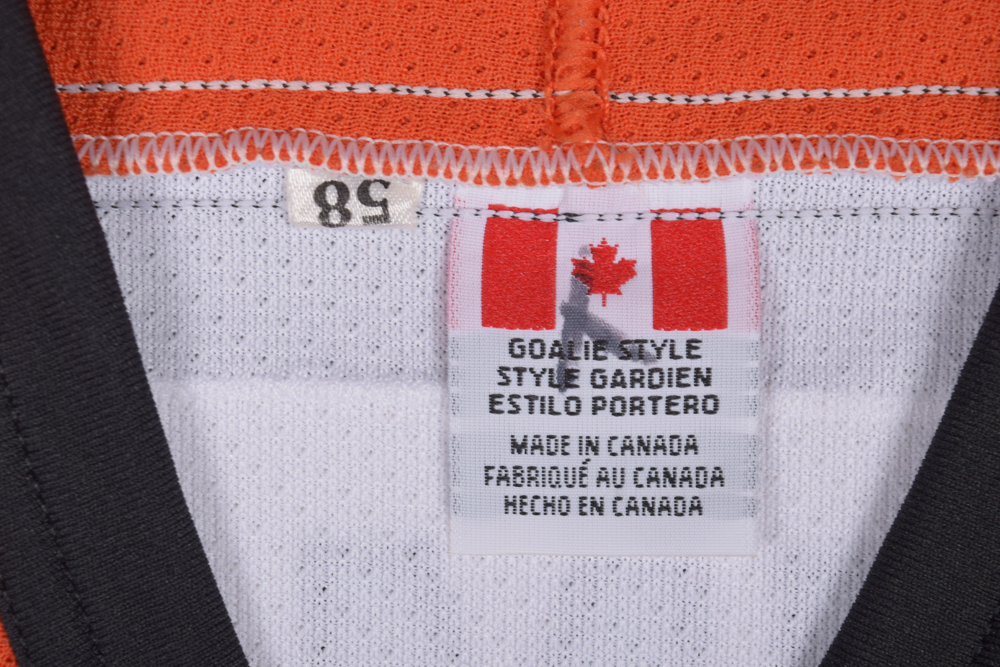 58
GOALIE STYLE
STYLE GARDIEN
ESTILO PORTERO
MADE IN CANADA
FABRIQUÉ AU CANADA
HECHO EN CANADA